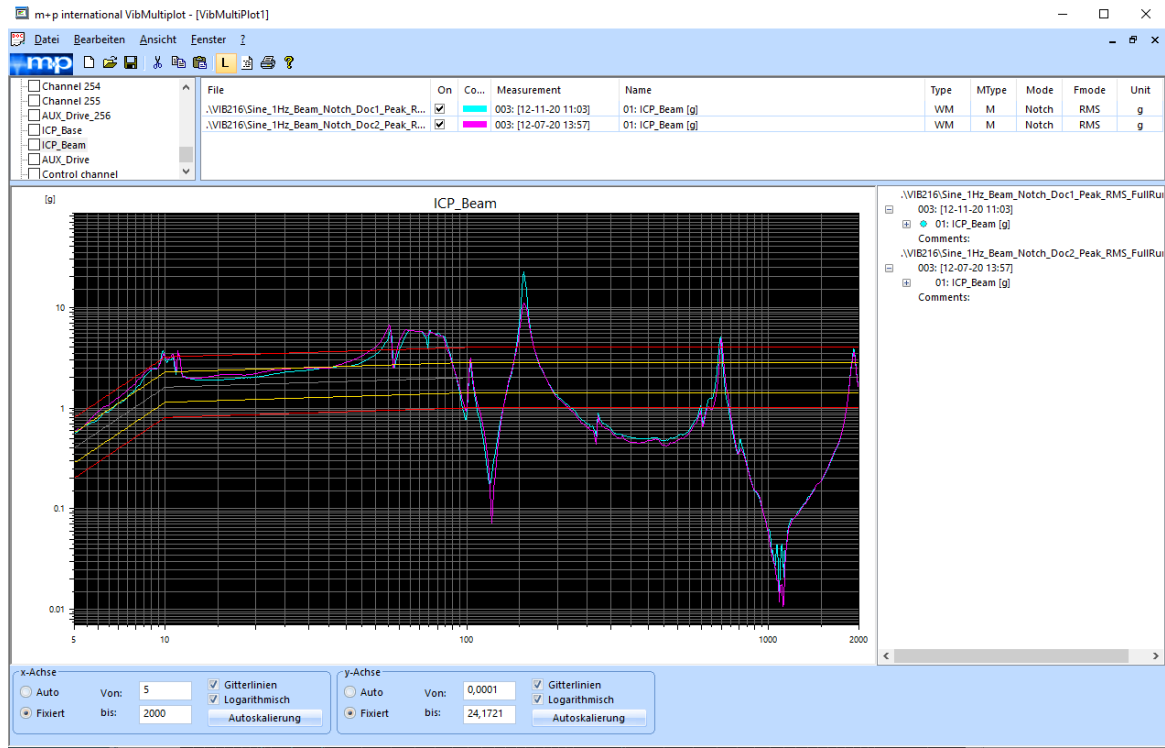 m+p international VibMultiplot - [VibMultiPlot1]
Datei Bearbeiten Ansicht Fenster ?
m+p L ?
Channel 254
Channel 255
AUX_Drive_256
ICP_Base
ICP_Beam
AUX_Drive
Control channel
File On Co... Measurement Name Type MType Mode Fmode Unit
.\VIB216\Sine_1Hz_Beam_Notch_Doc1_Peak_R... 003: [12-11-20 11:03] 01: ICP_Beam [g] WM M Notch RMS g
.\VIB216\Sine_1Hz_Beam_Notch_Doc2_Peak_R... 003: [12-07-20 13:57] 01: ICP_Beam [g] WM M Notch RMS g
[g]
ICP_Beam
10
1
0.1
0.01
5 10 100 1000 2000
.\VIB216\Sine_1Hz_Beam_Notch_Doc1_Peak_RMS_FullRu
003: [12-11-20 11:03]
01: ICP_Beam [g]
Comments:
.\VIB216\Sine_1Hz_Beam_Notch_Doc2_Peak_RMS_FullRu
003: [12-07-20 13:57]
01: ICP_Beam [g]
Comments:
x-Achse
Auto Von: 5 Gitterlinien
Logarithmisch
Fixiert bis: 2000 Autoskalierung
y-Achse
Auto Von: 0,0001 Gitterlinien
Logarithmisch
Fixiert bis: 24,1721 Autoskalierung